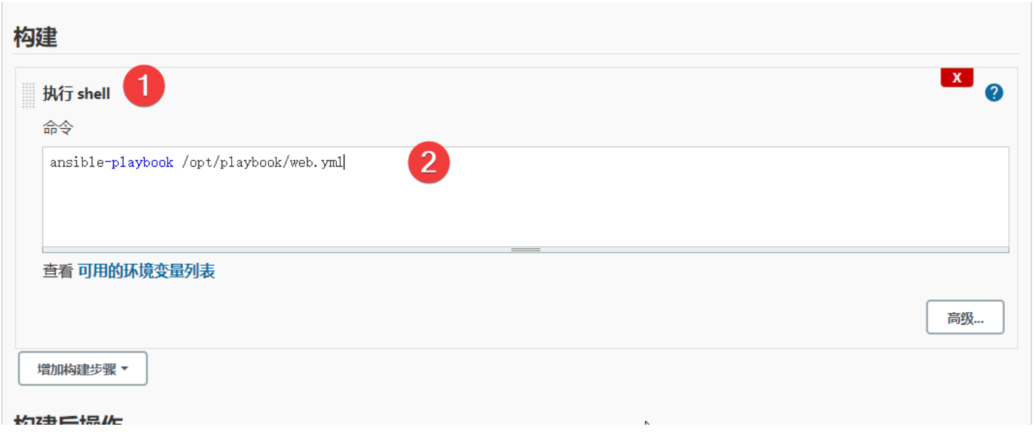 构建
执行 shell
1
X
?
命令
ansible-playbook /opt/playbook/web.yml
2
查看 可用的环境变量列表
高级...
增加构建步骤
构建后操作